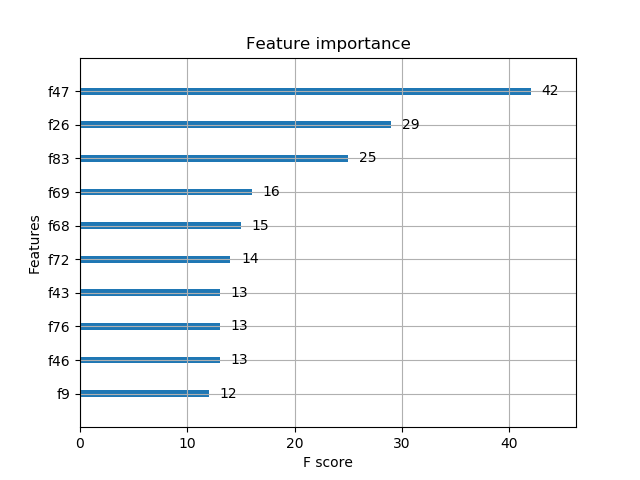 Feature importance
Features
f47 42
f26 29
f83 25
f69 16
f68 15
f72 14
f43 13
f76 13
f46 13
f9 12
0 10 20 30 40
F score